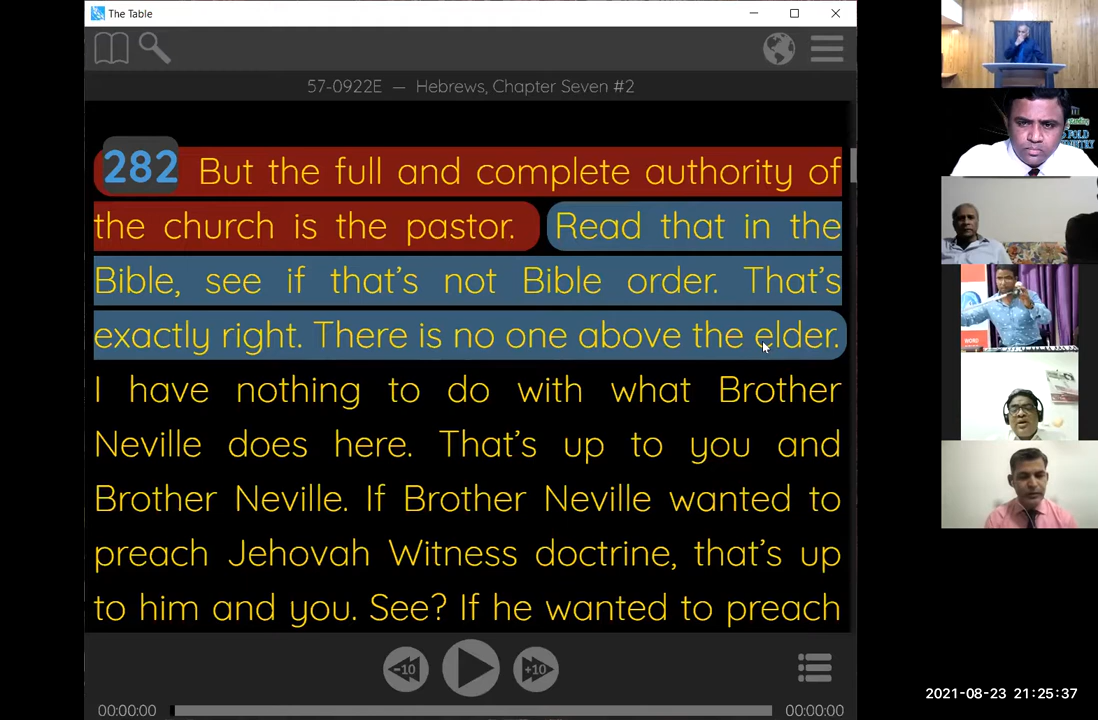 The Table
57-0922E — Hebrews, Chapter Seven #2
282 But the full and complete authority of
the church is the pastor. Read that in the
Bible, see if that's not Bible order. That's
exactly right. There is no one above the elder.
I have nothing to do with what Brother
Neville does here. That's up to you and
Brother Neville. If Brother Neville wanted to
preach Jehovah Witness doctrine, that's up
to him and you. See? If he wanted to preach
-10
+10
00:00:00
00:00:00
2021-08-23 21:25:37